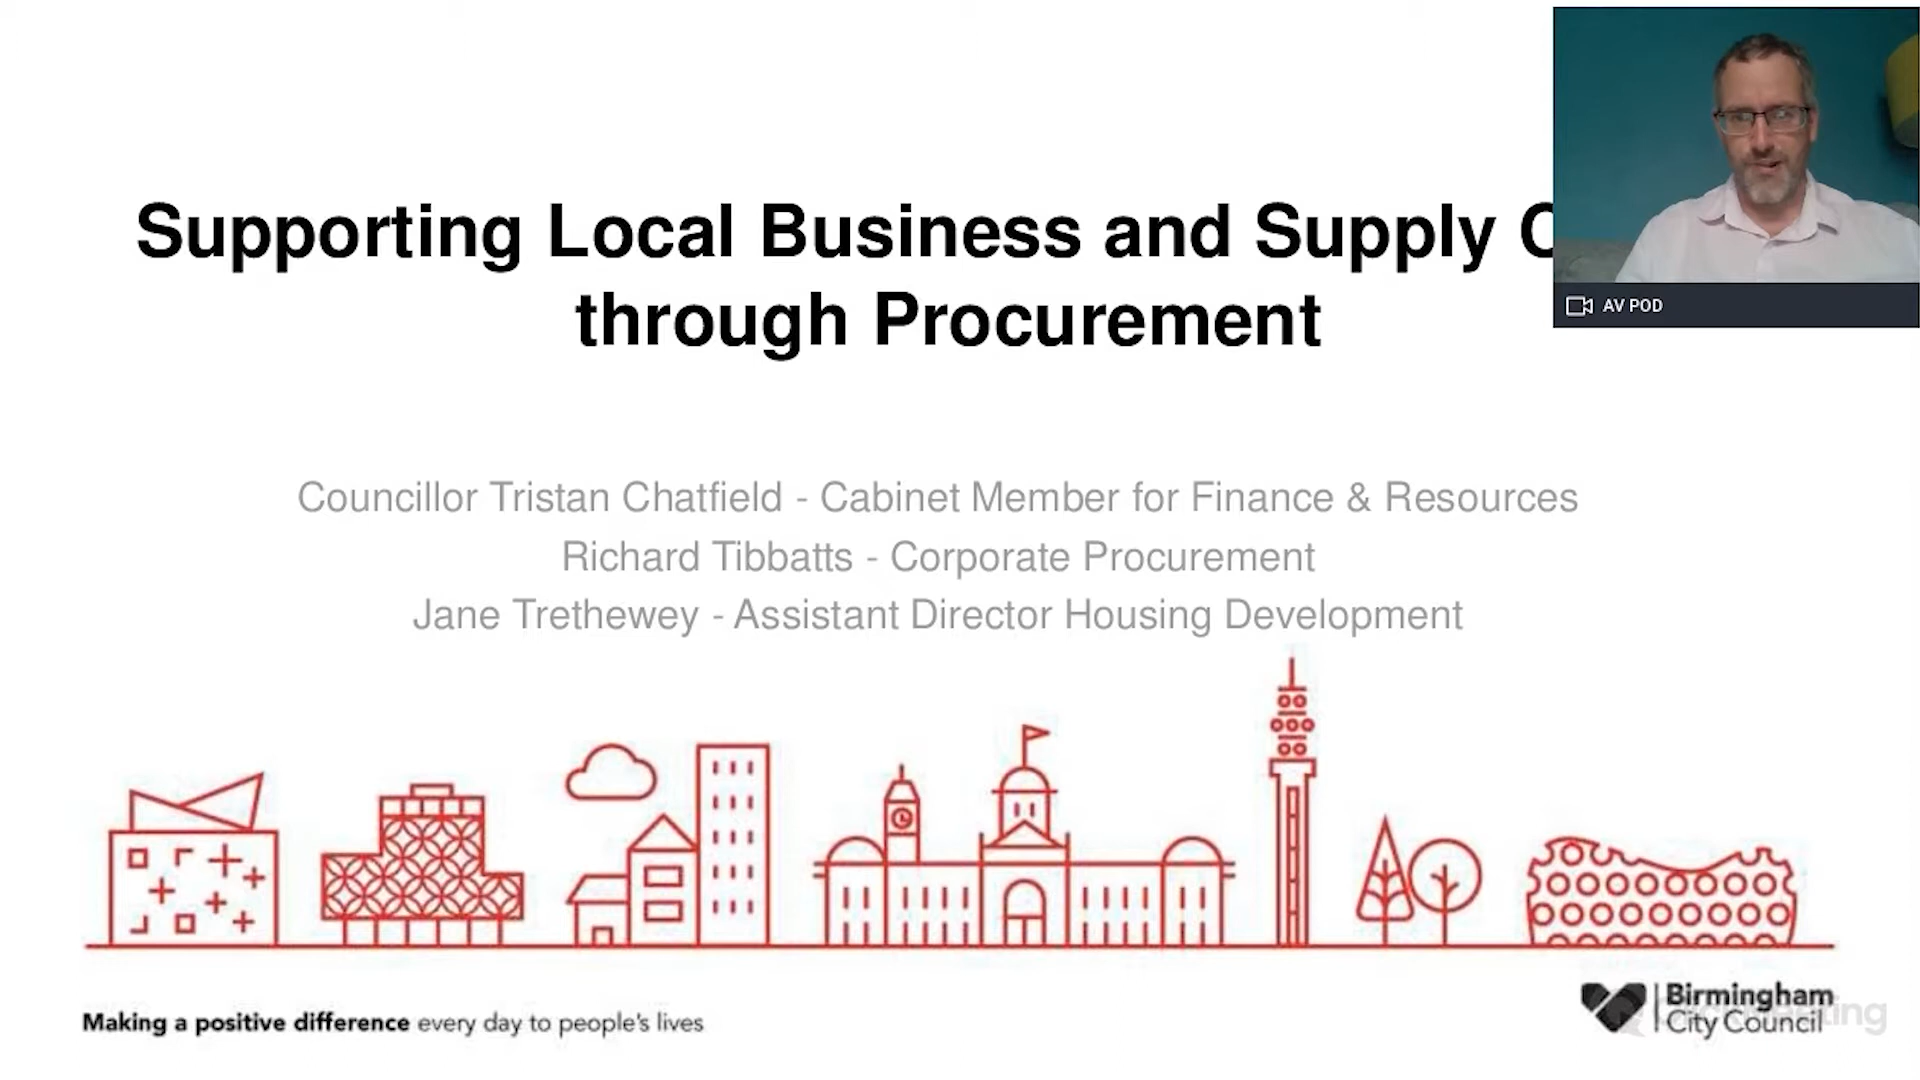 Supporting Local Business and Supply
through Procurement
AV POD
Councillor Tristan Chatfield - Cabinet Member for Finance & Resources
Richard Tibbatts - Corporate Procurement
Jane Trethewey - Assistant Director Housing Development
Making a positive difference every day to people's lives
Birmingham
City Council